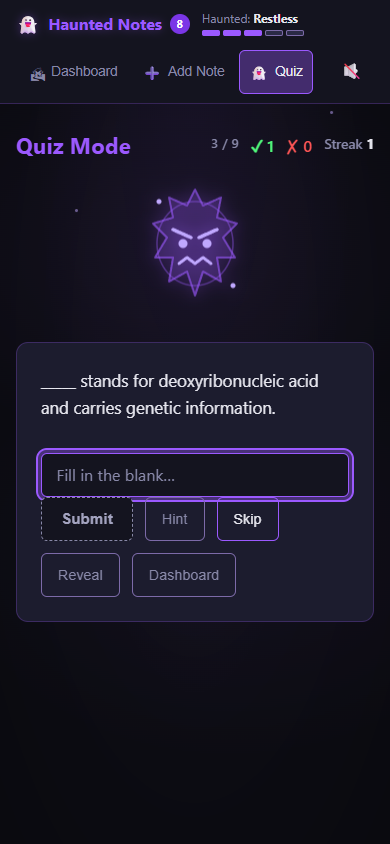 Haunted Notes 8
Haunted: Restless
Dashboard
Add Note
Quiz
Quiz Mode
3 / 9
✓ 1
✗ 0
Streak 1
_____ stands for deoxyribonucleic acid
and carries genetic information.
Fill in the blank...
Submit
Hint
Skip
Reveal
Dashboard